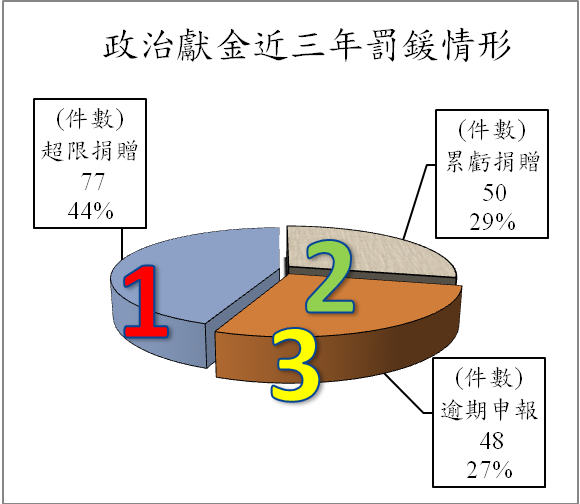 政治獻金近三年罰鍰情形
(件數)
超限捐贈
77
44%
(件數)
累虧捐贈
50
29%
1
2
3
(件數)
逾期申報
48
27%